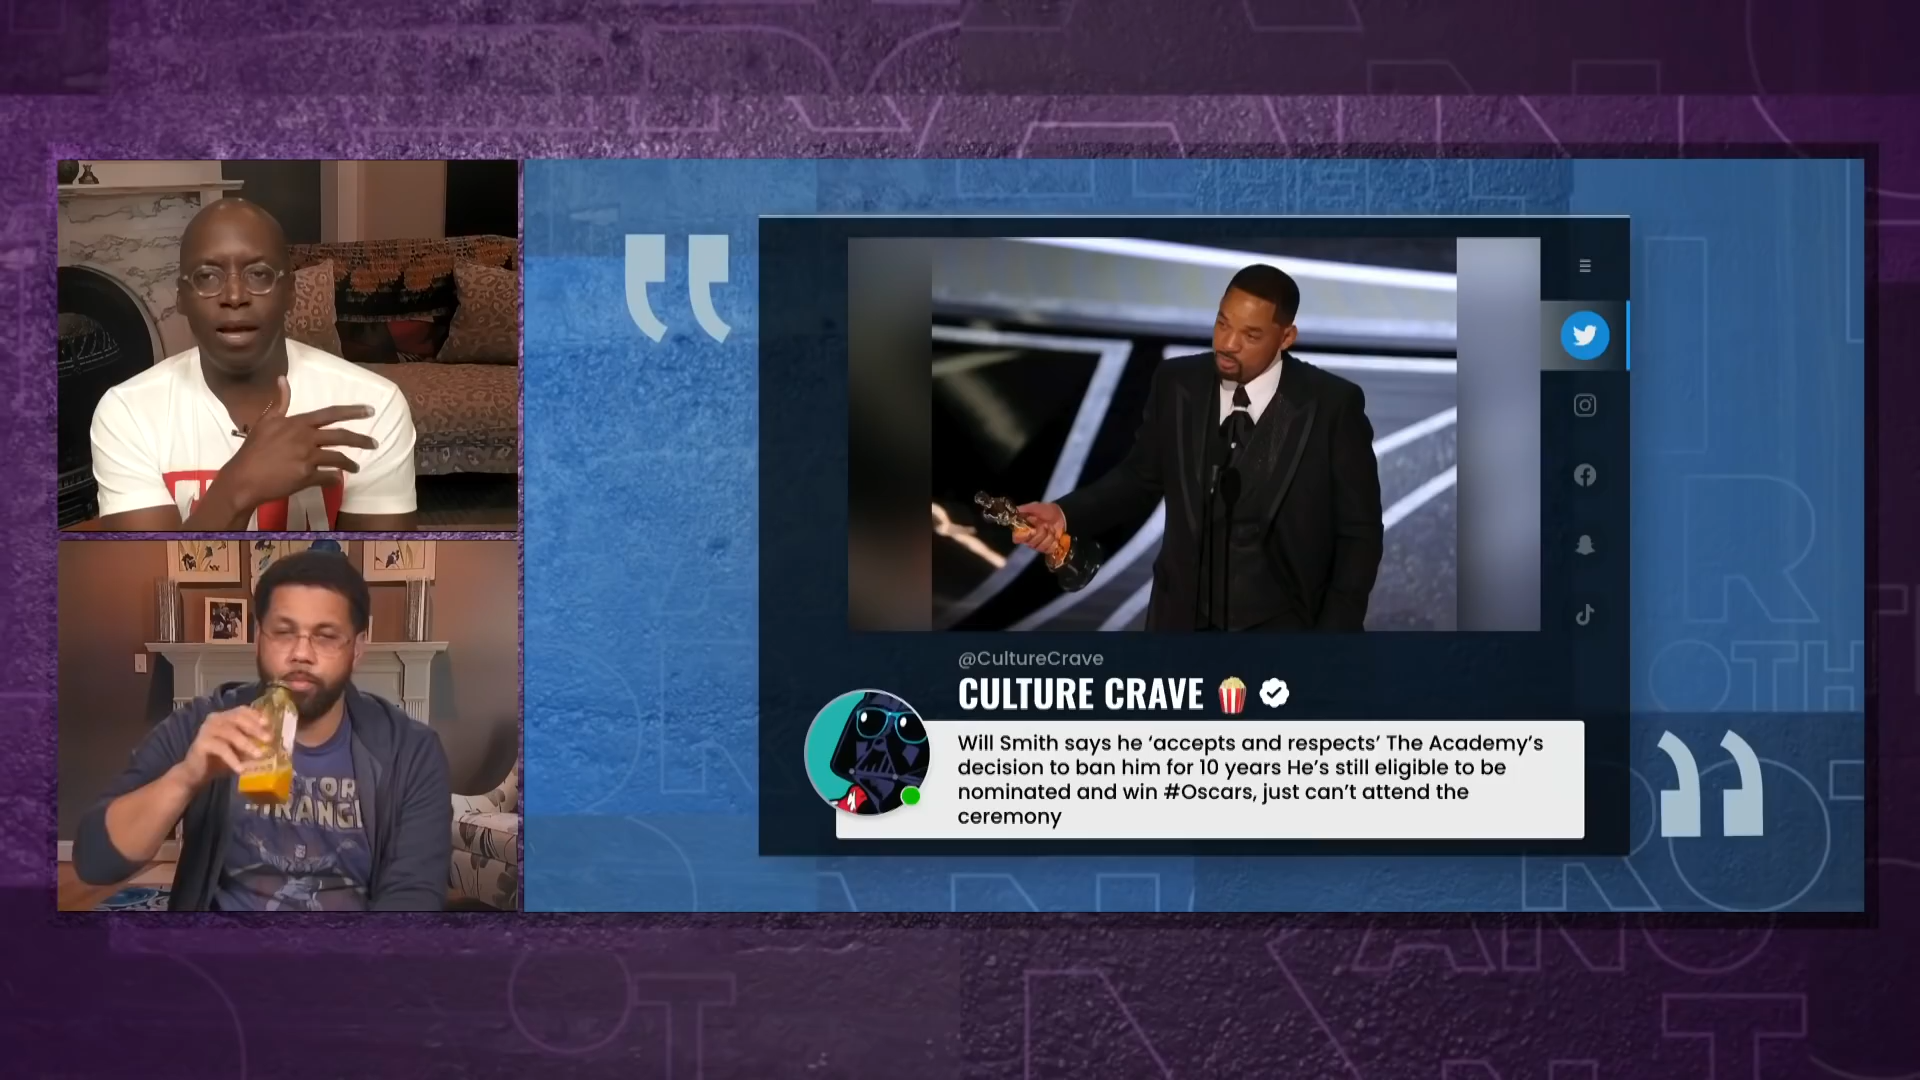 @CultureCrave
CULTURE CRAVE
Will Smith says he ‘accepts and respects’ The Academy’s
decision to ban him for 10 years He’s still eligible to be
nominated and win #Oscars, just can’t attend the
ceremony